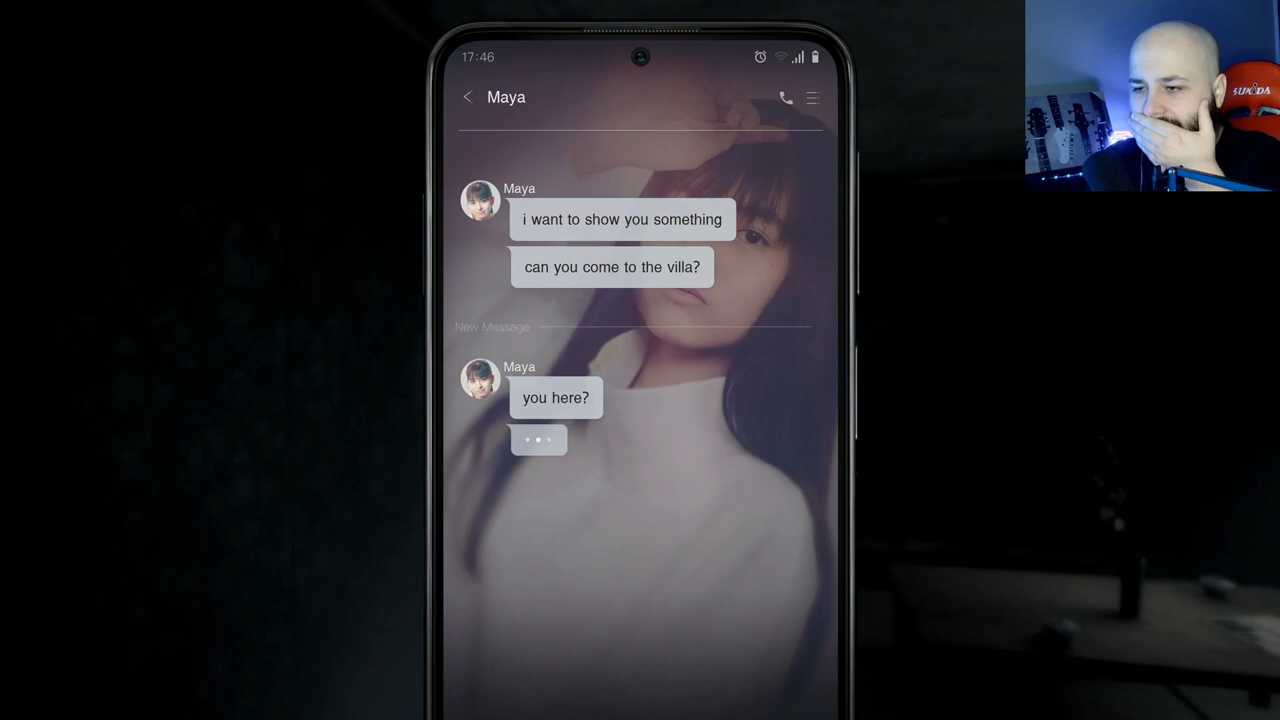 17:46
Maya
Maya
i want to show you something
can you come to the villa?
New Message
Maya
you here?
SUKIDA